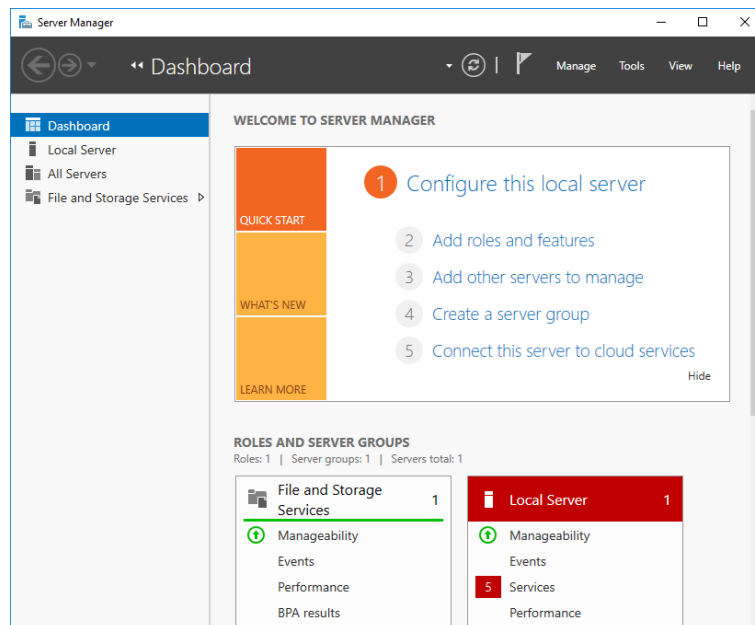 Server Manager
Dashboard
Manage Tools View Help
Dashboard
Local Server
All Servers
File and Storage Services
WELCOME TO SERVER MANAGER
QUICK START
WHAT'S NEW
LEARN MORE
1 Configure this local server
2 Add roles and features
3 Add other servers to manage
4 Create a server group
5 Connect this server to cloud services
Hide
ROLES AND SERVER GROUPS
Roles: 1 | Server groups: 1 | Servers total: 1
File and Storage
Services 1
Manageability
Events
Performance
BPA results
Local Server 1
Manageability
Events
5 Services
Performance